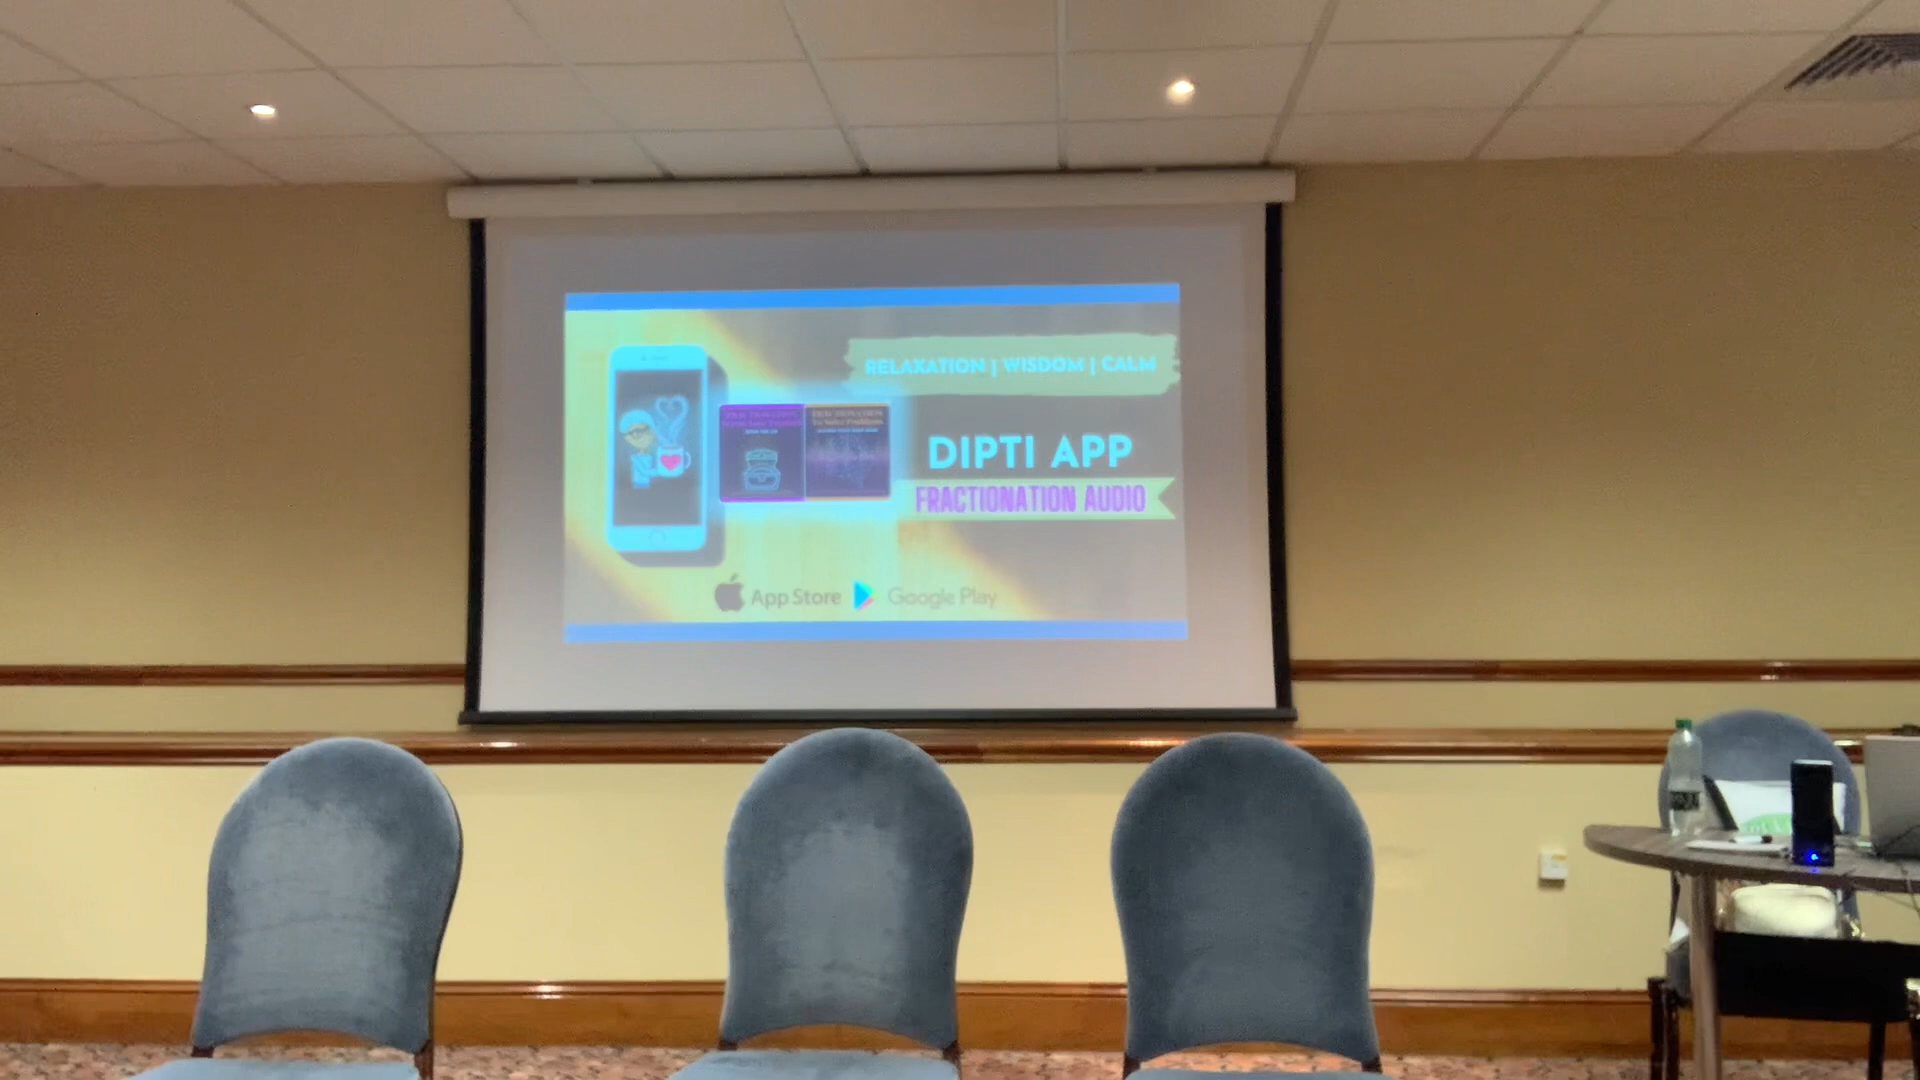 RELAXATION | WISDOM | CALM
DIPTI APP
FRACTIONATION AUDIO
App Store
Google Play